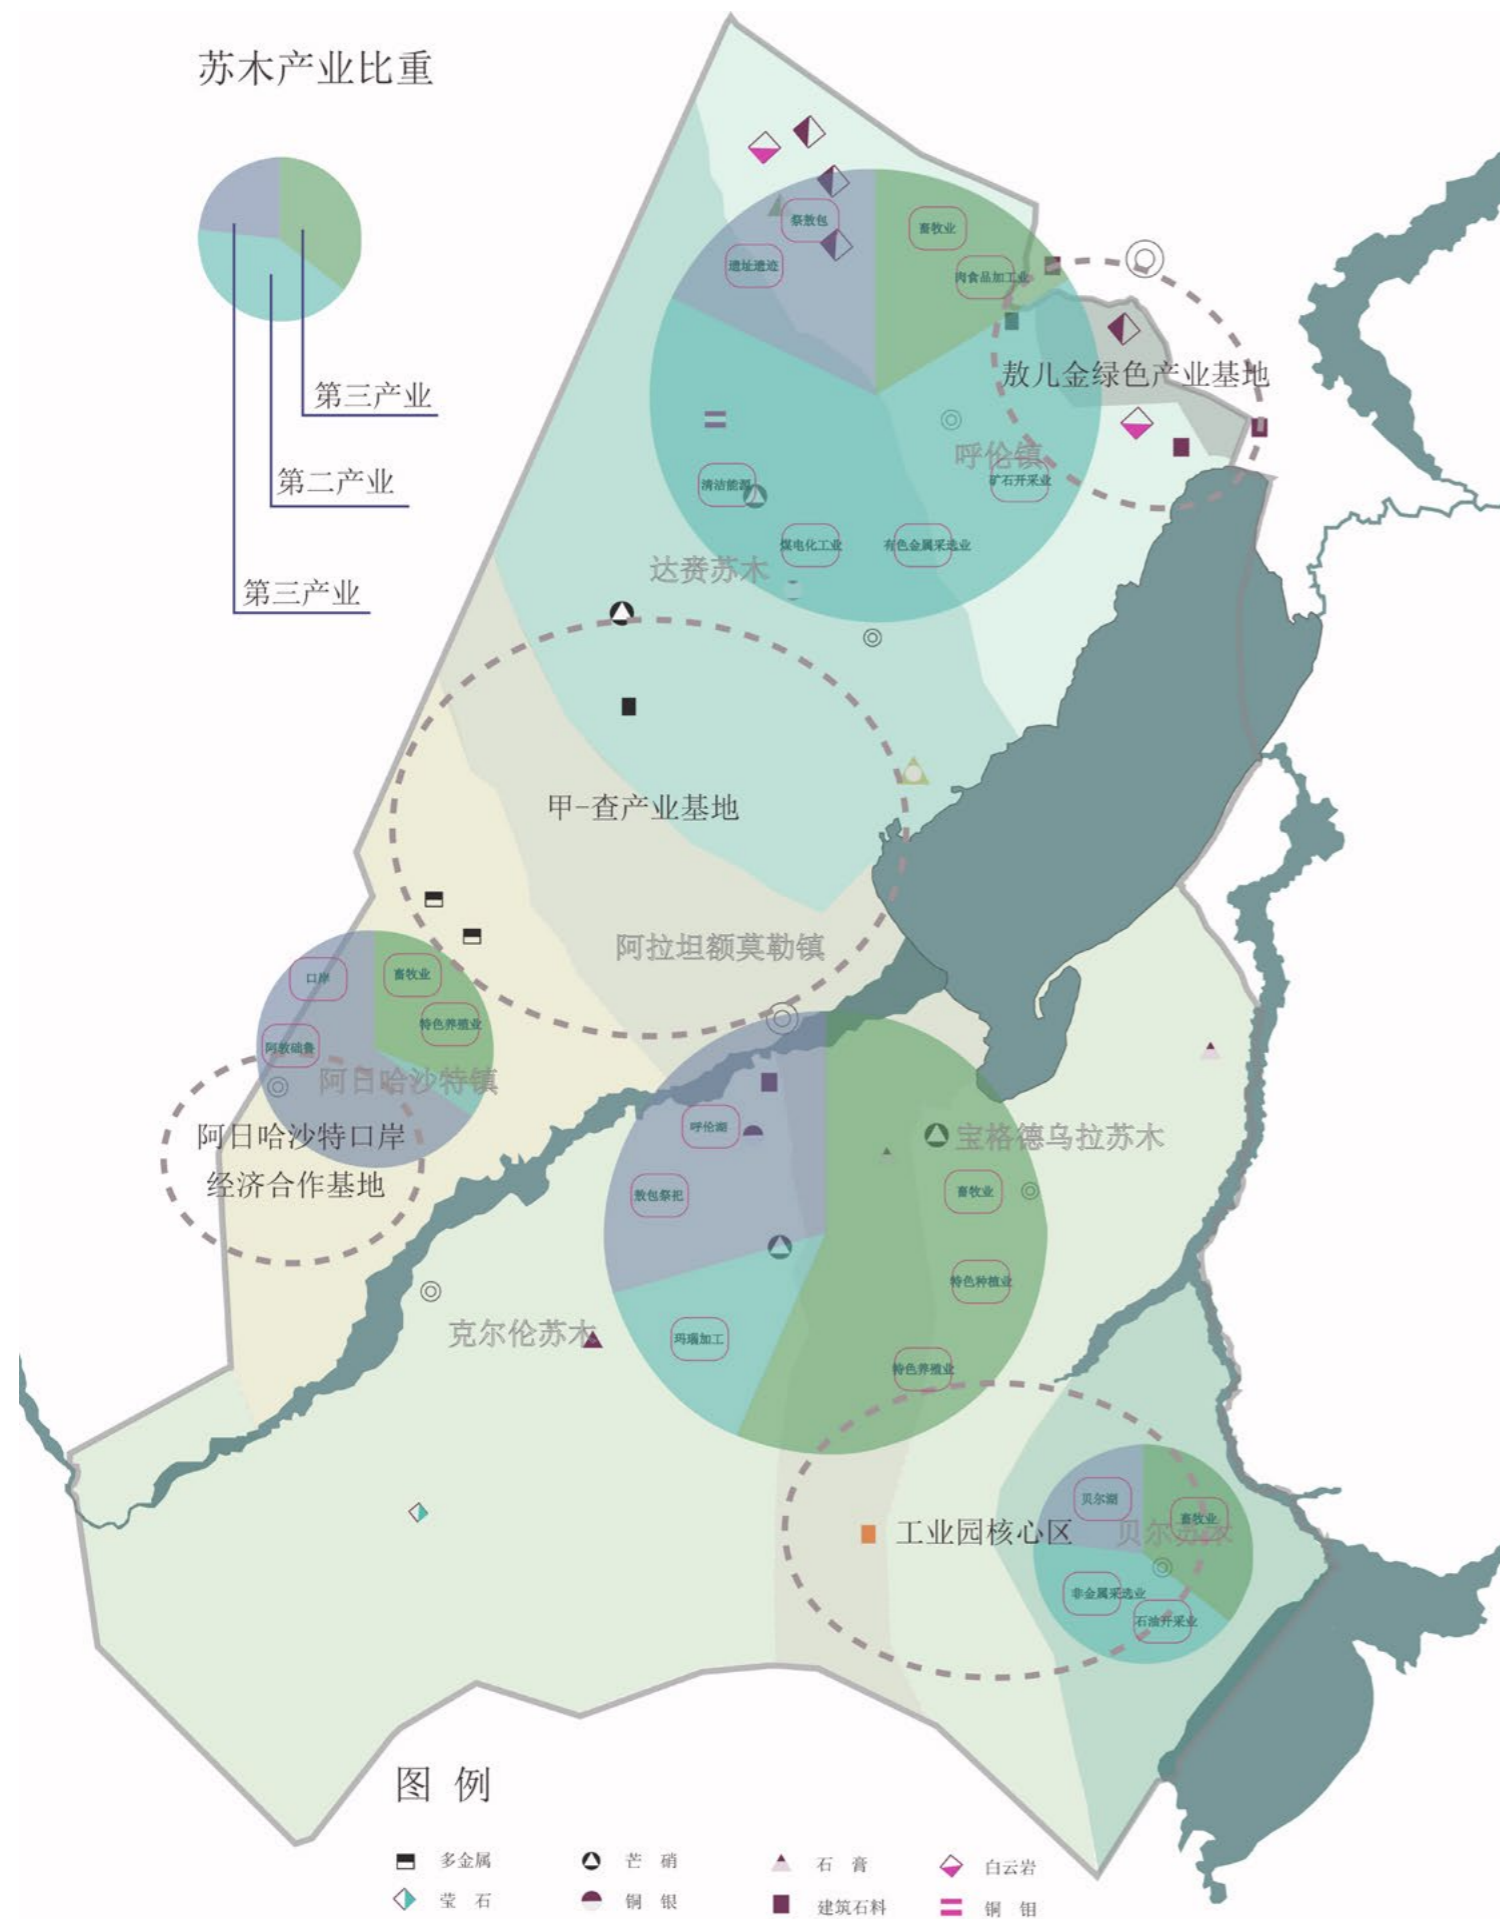 苏木产业比重
第三产业
第二产业
第三产业
祭敖包
畜牧业
遗址遗迹
肉食品加工业
敖儿金绿色产业基地
呼伦镇
清洁能源
矿石开采业
煤电化工业
有色金属采选业
达赉苏木
甲-查产业基地
阿拉坦额莫勒镇
口岸
畜牧业
特色养殖业
阿敦础鲁
阿日哈沙特镇
阿日哈沙特口岸
经济合作基地
呼伦湖
宝格德乌拉苏木
敖包祭祀
畜牧业
特色种植业
克尔伦苏木
玛瑙加工
特色养殖业
贝尔湖
畜牧业
工业园核心区
贝尔苏木
非金属采选业
石油开采业
图 例
多金属
芒 硝
石 膏
白云岩
莹 石
铜 银
建筑石料
铜 钼